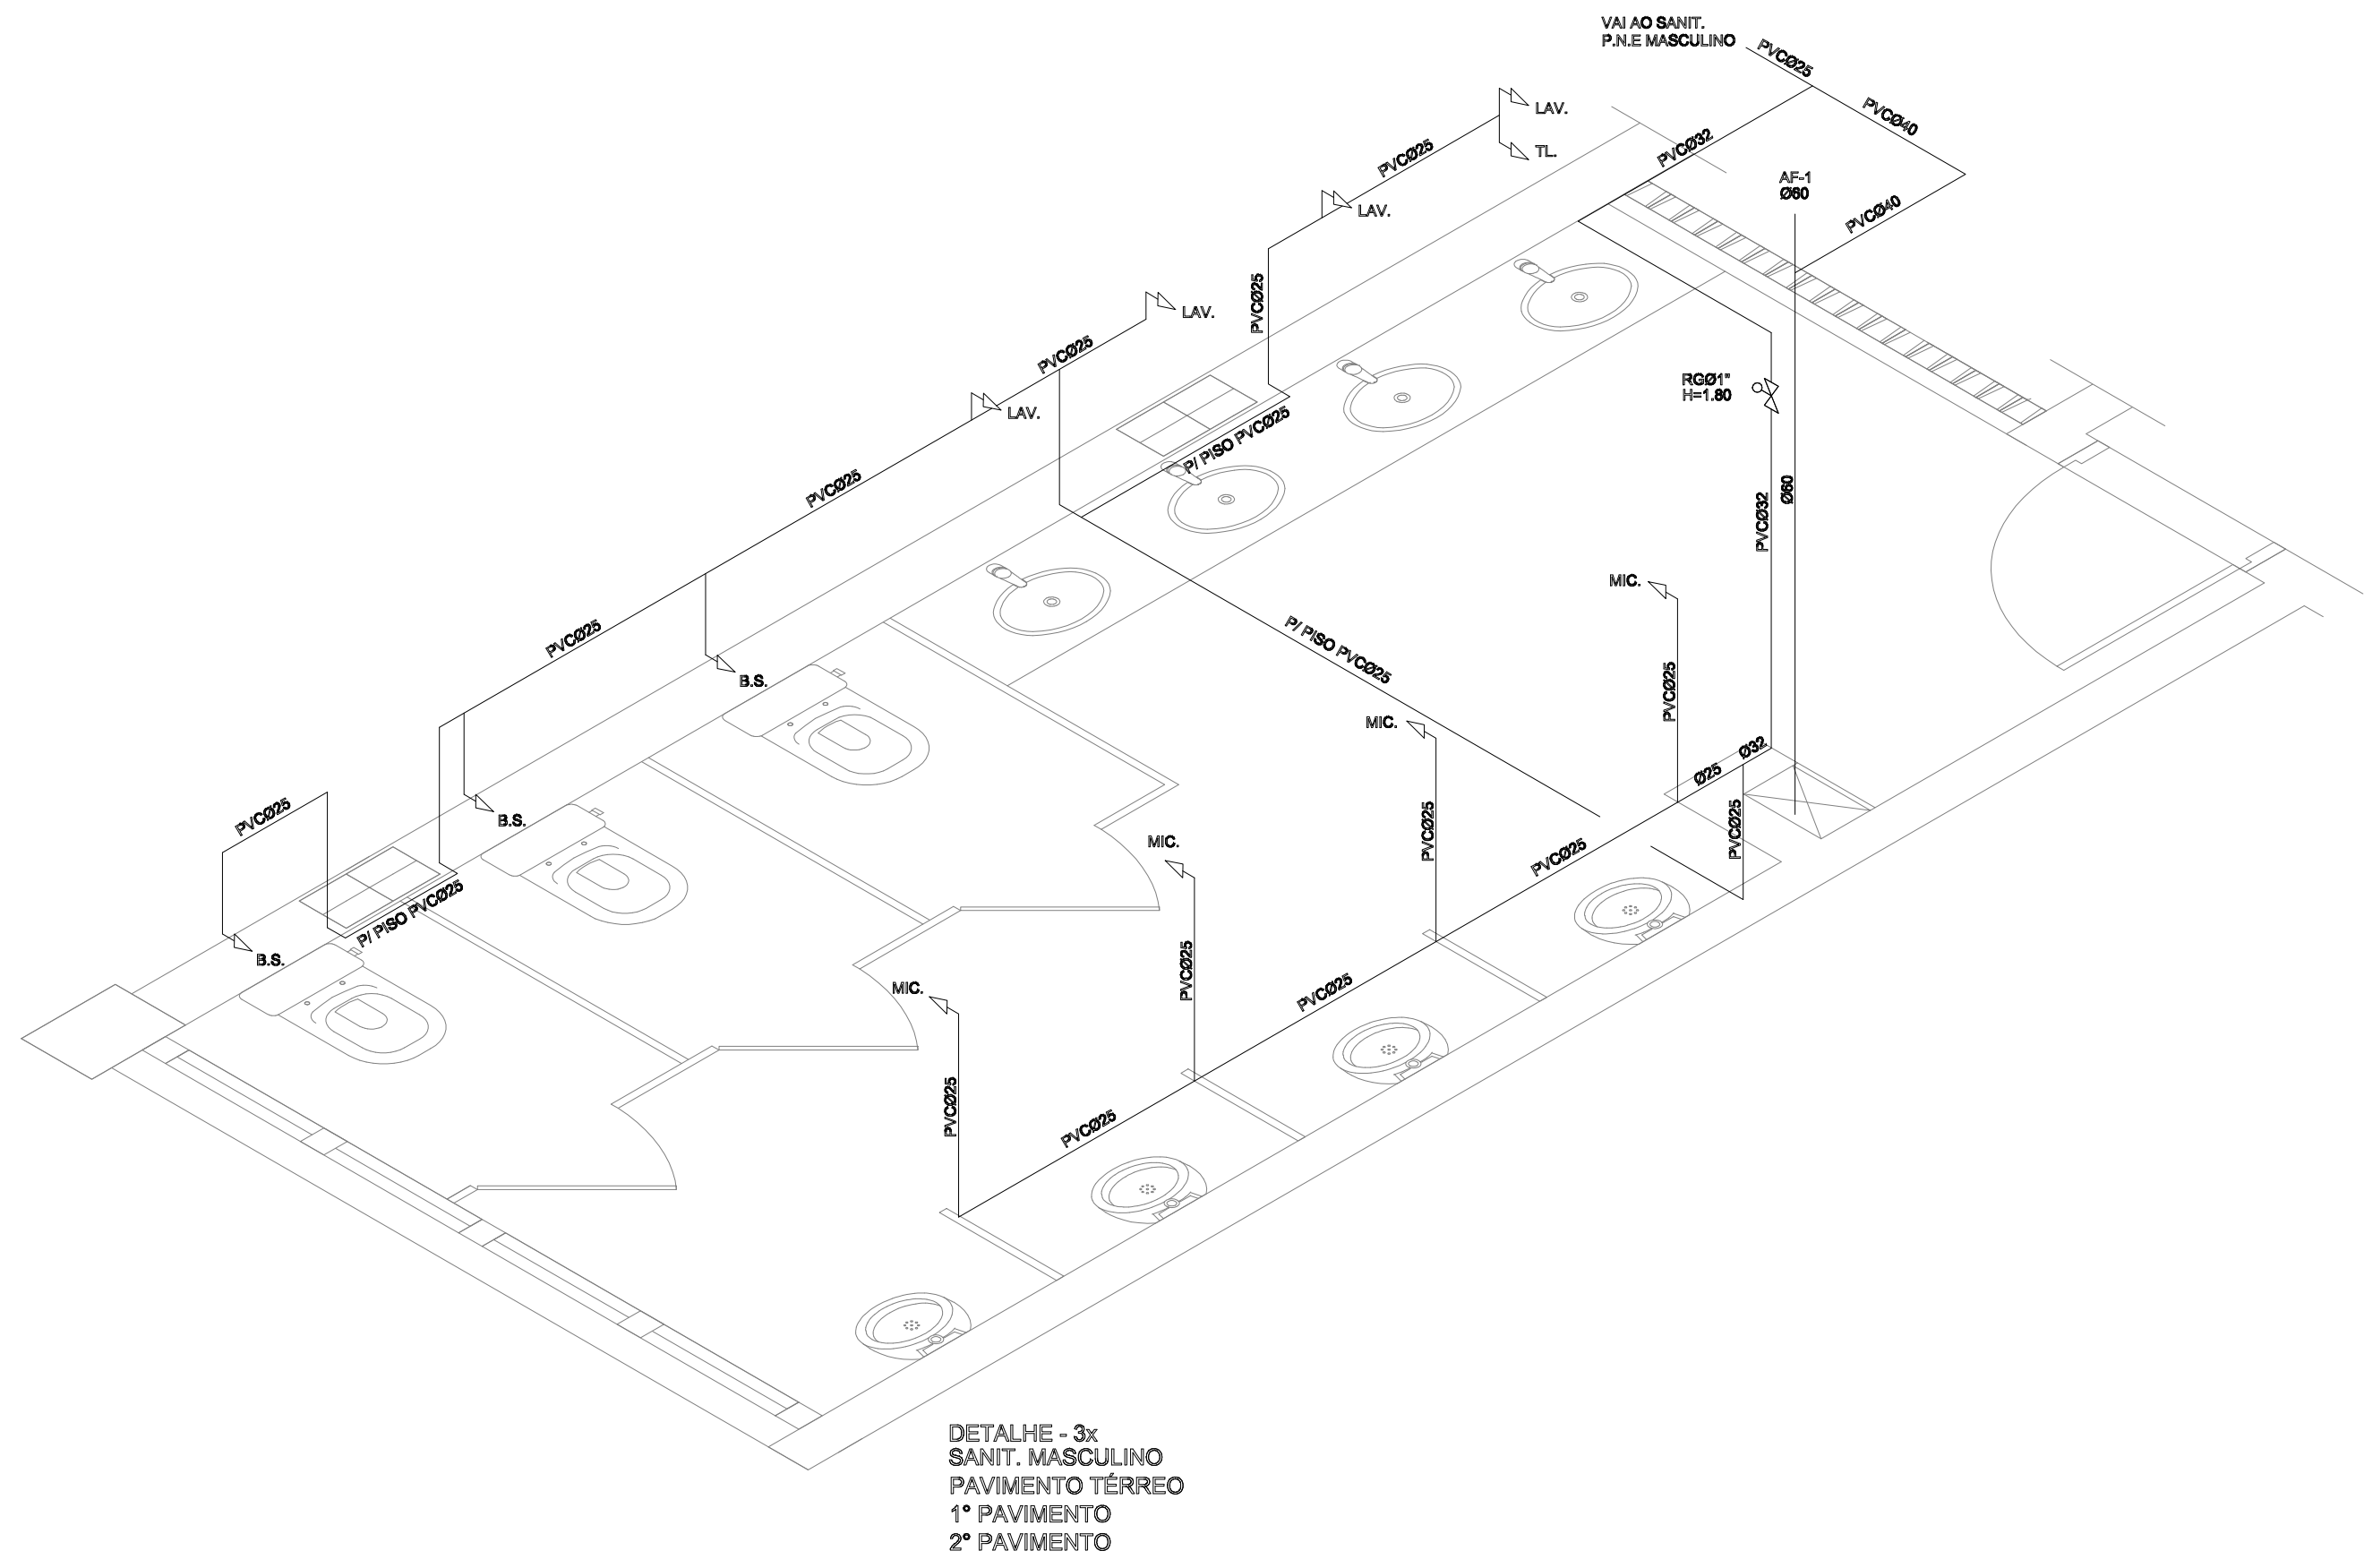 VAI AO SANIT.
P.N.E MASCULINO
PVCØ25
PVCØ40
LAV.
PVCØ32
TL.
PVCØ25
AF-1
Ø60
PVCØ40
LAV.
PVCØ25
LAV.
PVCØ25
RGØ1"
H=1.80
LAV.
P/ PISO PVCØ25
PVCØ25
Ø60
PVCØ32
MIC.
PVCØ25
P/ PISO PVCØ25
B.S.
PVCØ25
MIC.
Ø32
Ø25
PVCØ25
B.S.
PVCØ25
PVCØ25
MIC.
PVCØ25
P/ PISO PVCØ25
B.S.
PVCØ25
MIC.
PVCØ25
PVCØ25
PVCØ25
DETALHE - 3x
SANIT. MASCULINO
PAVIMENTO TÉRREO
1° PAVIMENTO
2° PAVIMENTO